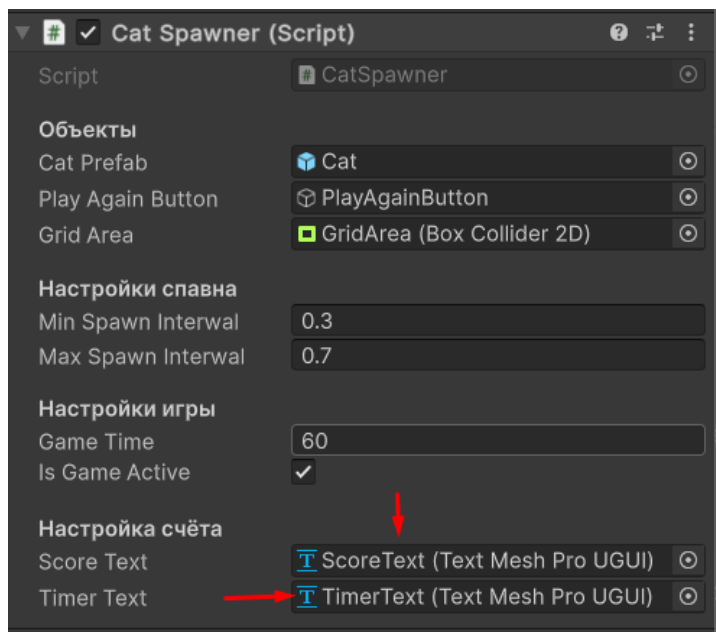 # Cat Spawner (Script)
Script # CatSpawner
Объекты
Cat Prefab Cat
Play Again Button PlayAgainButton
Grid Area GridArea (Box Collider 2D)
Настройки спавна
Min Spawn Interwal 0.3
Max Spawn Interwal 0.7
Настройки игры
Game Time 60
Is Game Active
Настройка счёта
Score Text ScoreText (Text Mesh Pro UGUI)
Timer Text TimerText (Text Mesh Pro UGUI)